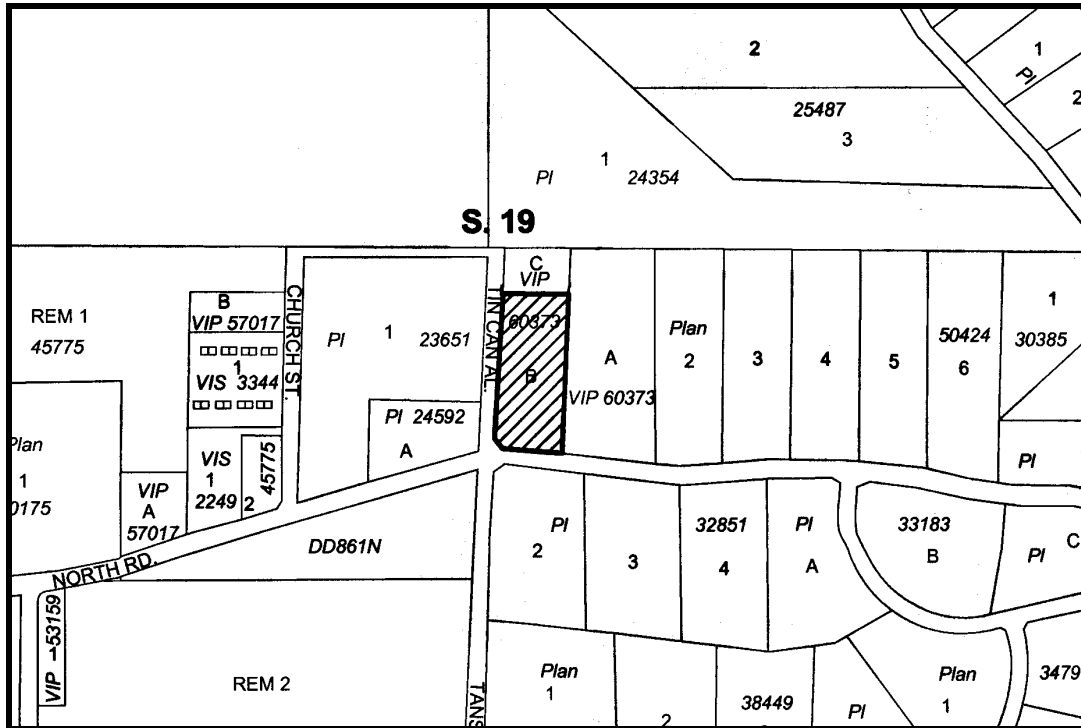 2
1
Pl
2
25487
3
1
Pl
24354
S. 19
C
VIP
60373
B
REM 1
45775
B
VIP 57017
1
VIS 3344
CHURCH ST.
Pl
1
23651
TIN CAN AL.
Pl 24592
A
A
VIP 60373
Plan
2
3
4
5
50424
6
1
30385
Pl
Plan
1
0175
VIP
A
57017
VIS
1
2249
2
45775
NORTH RD.
DD861N
Pl
2
3
32851
4
Pl
A
33183
B
Pl
C
VIP 53159
1
REM 2
TANS
Plan
1
2
38449
Pl
Plan
1
3479